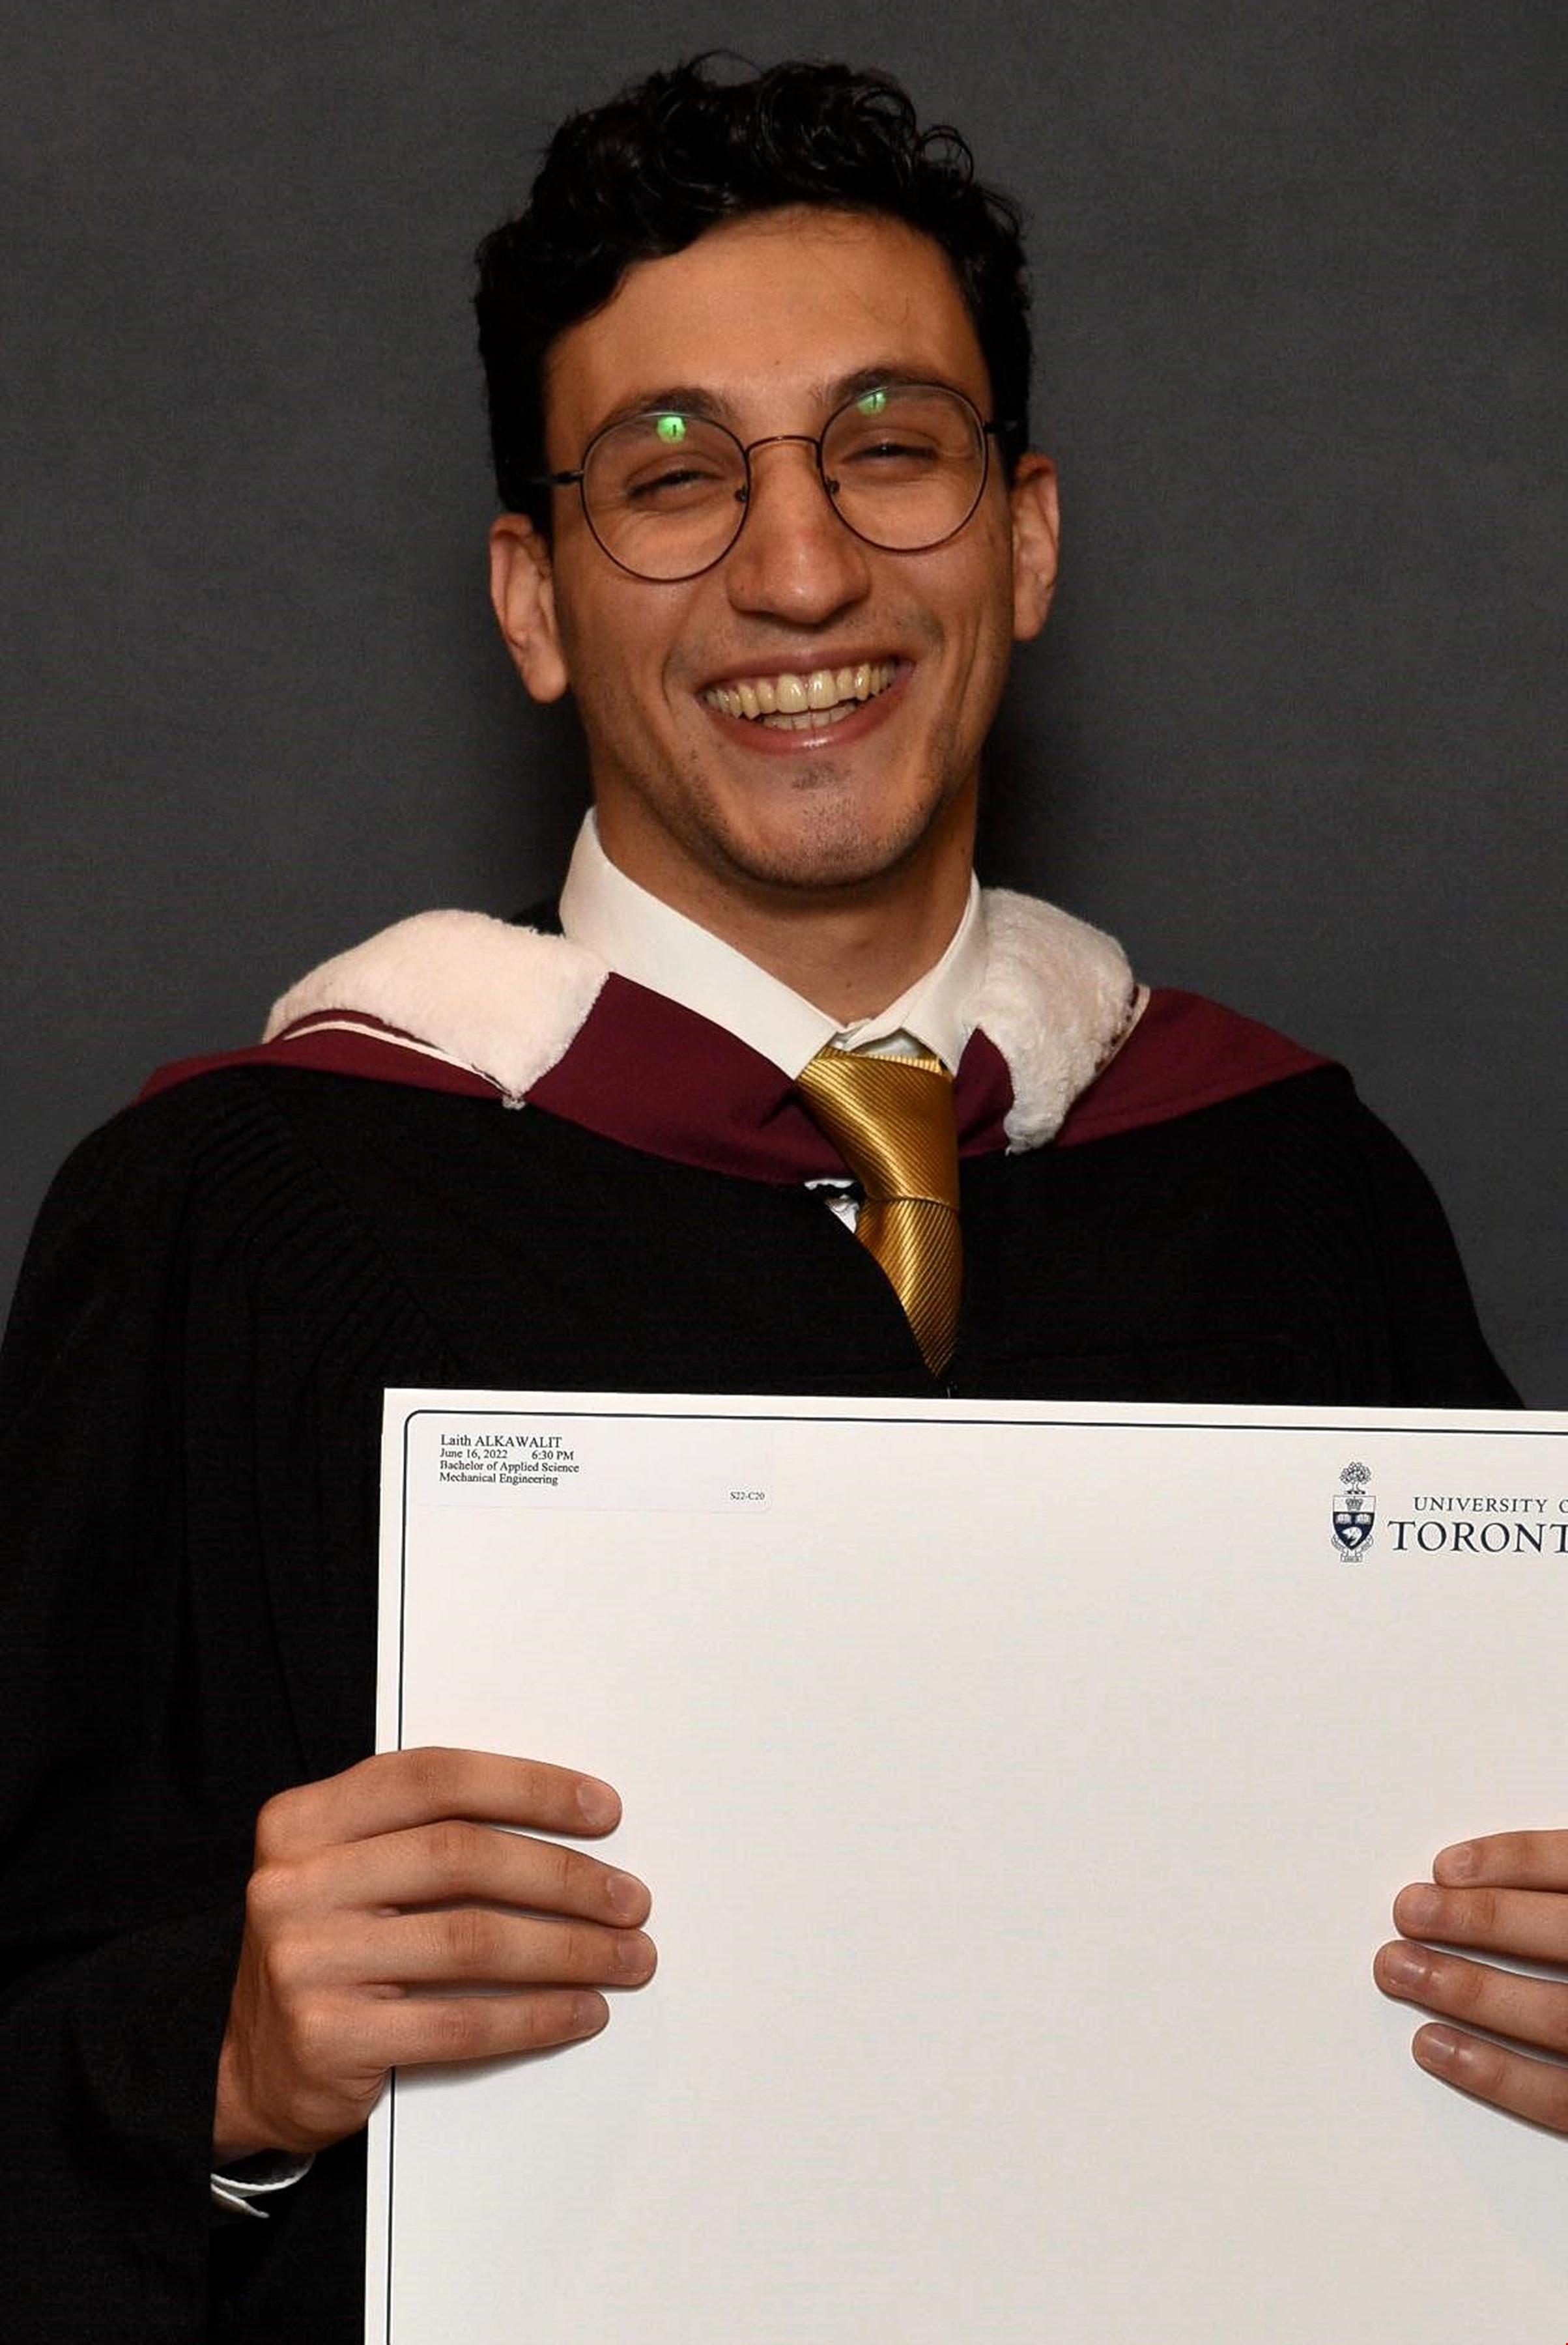 Laith ALKAWALIT
June 16, 2022 6:30 PM
Bachelor of Applied Science
Mechanical Engineering
S22-C20
UNIVERSITY
TORONT